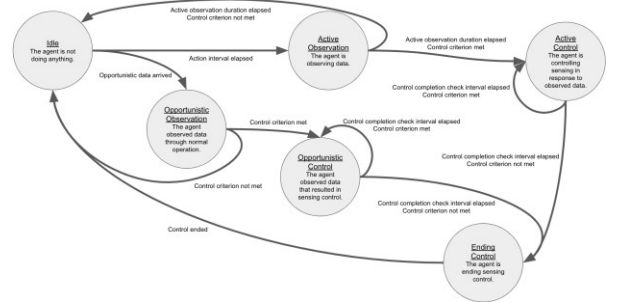 Active observation duration elapsed
Control criterion not met
Idle
The agent is not
doing anything.
Action interval elapsed
Active
Observation
The agent is
observing data.
Active observation duration elapsed
Control criterion met
Active
Control
The agent is
controlling
sensing in
response to
observed data.
Opportunistic data arrived
Control completion check interval elapsed
Control criterion met
Opportunistic
Observation
The agent
observed data
through normal
operation.
Control criterion met
Control completion check interval elapsed
Control criterion met
Opportunistic
Control
The agent
observed data
that resulted in
sensing control.
Control completion check interval elapsed
Control criterion not met
Control criterion not met
Control completion check interval elapsed
Control criterion not met
Control ended
Ending
Control
The agent is
ending sensing
control.